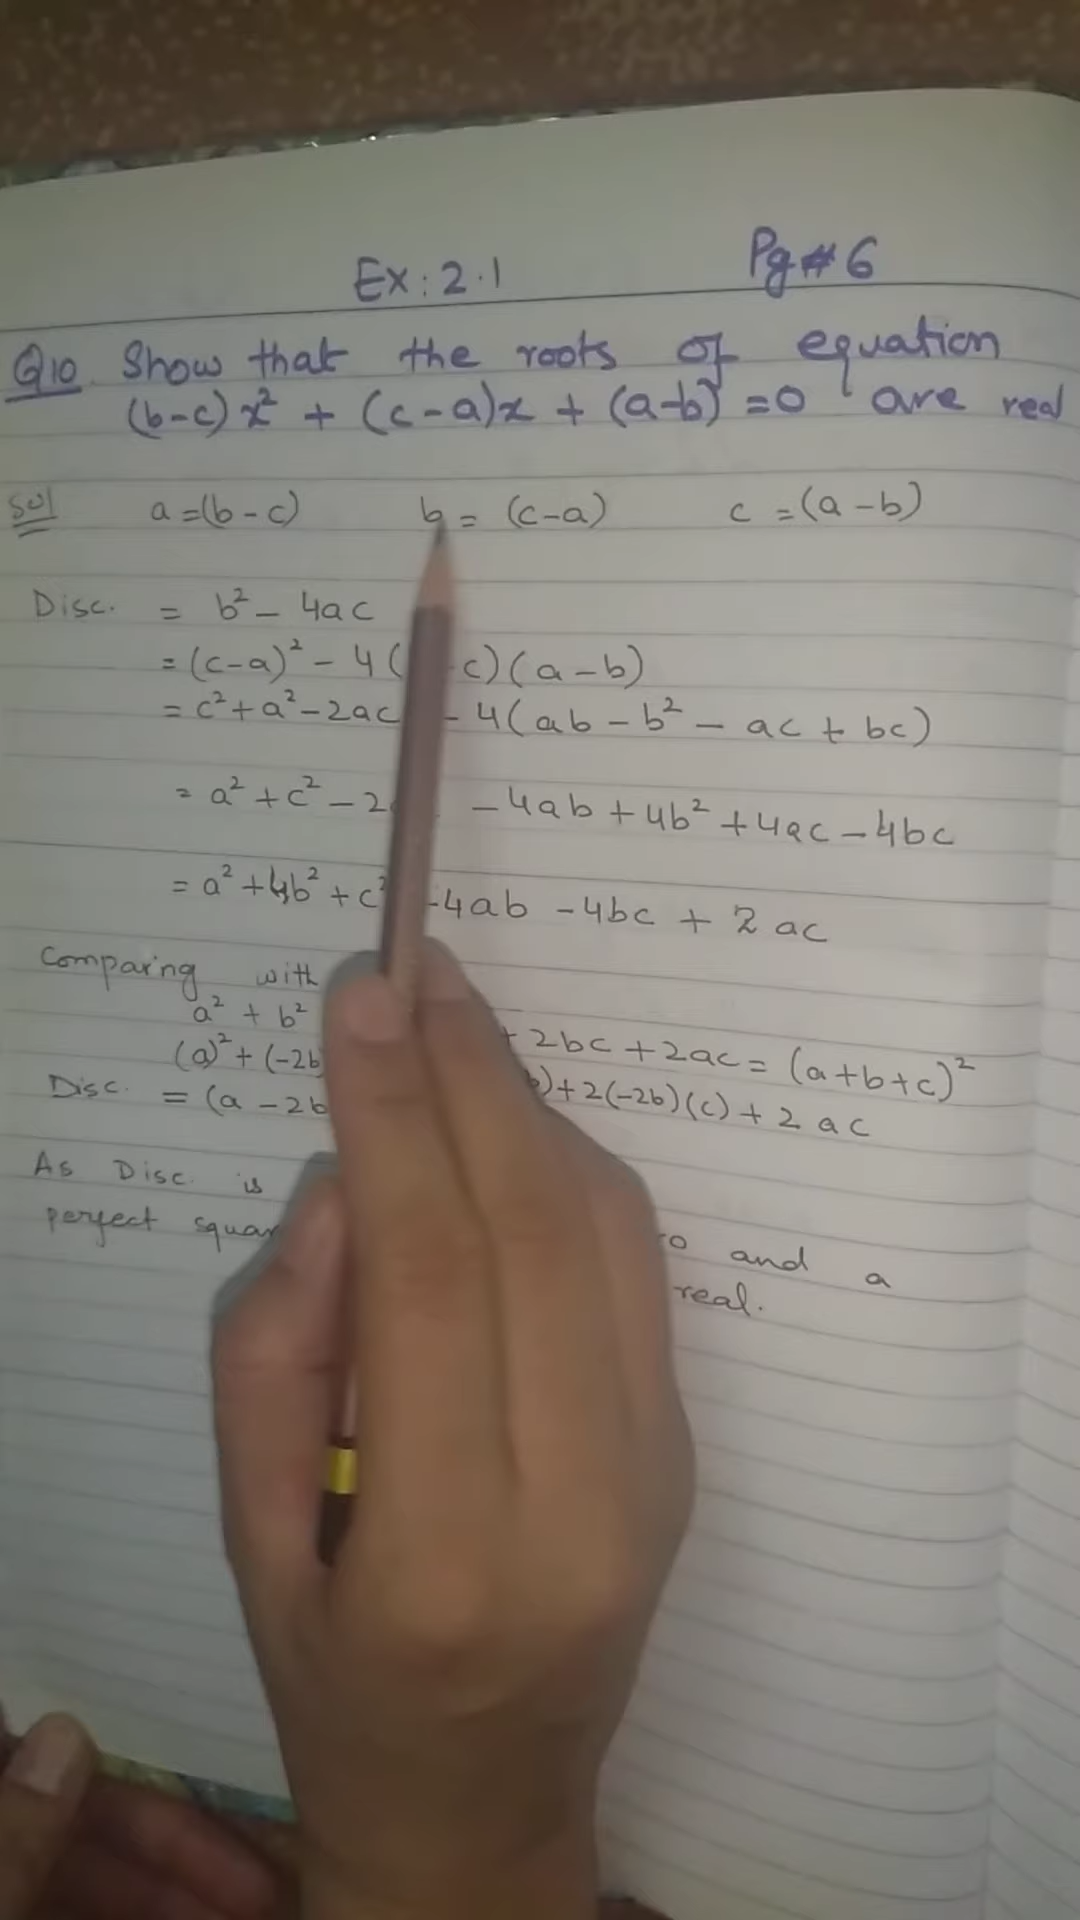 Ex: 2.1 Pg # 6
Q10. Show that the roots of equation
(b-c)x² + (c-a)x + (a-b) = 0 are real
Sol a=(b-c) b = (c-a) c = (a-b)
Disc. = b² - 4ac
= (c-a)² - 4( c)(a-b)
= c² + a² - 2ac - 4(ab - b² - ac + bc)
= a² + c² - 2 - 4ab + 4b² + 4ac - 4bc
= a² + 4b² + c² - 4ab - 4bc + 2ac
Comparing with
a² + b² + 2bc + 2ac = (a+b+c)²
(a)² + (-2b b) + 2(-2b)(c) + 2ac
Disc. = (a - 2b
As Disc. is and a
perfect real.